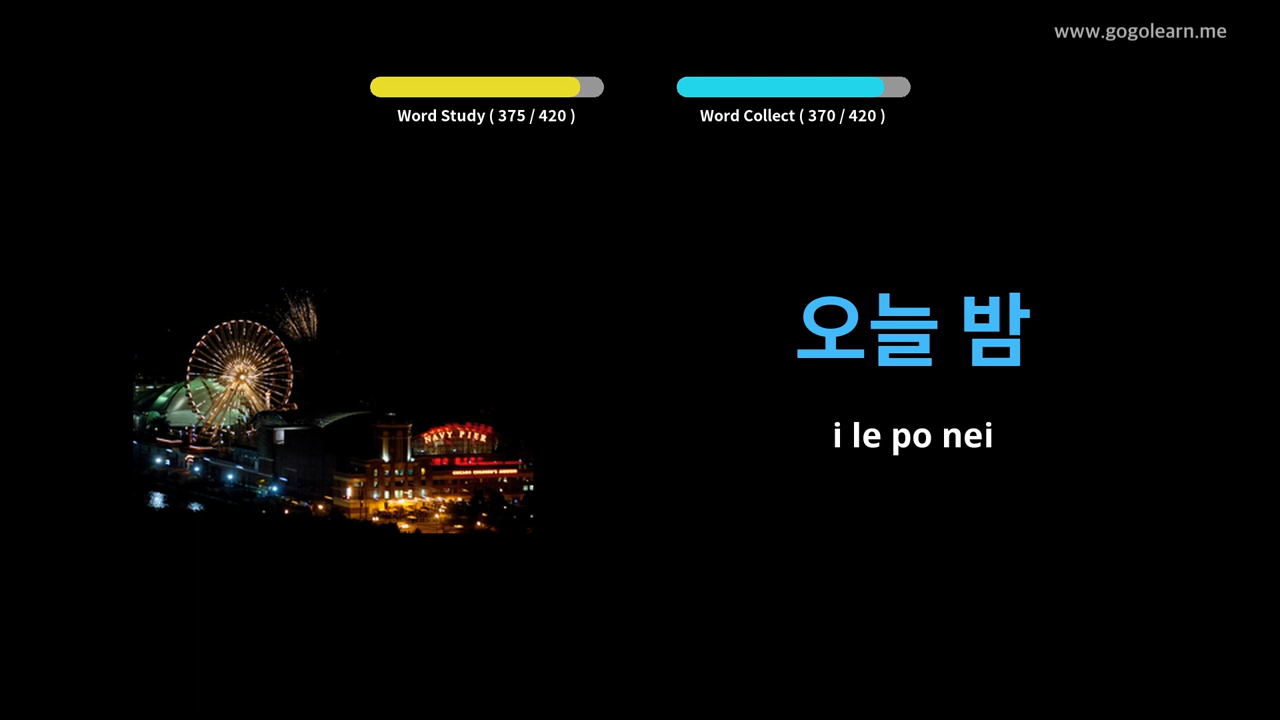 www.gogolearn.me
Word Study ( 375 / 420 )
Word Collect ( 370 / 420 )
오늘 밤
i le po nei
NAVY PIER